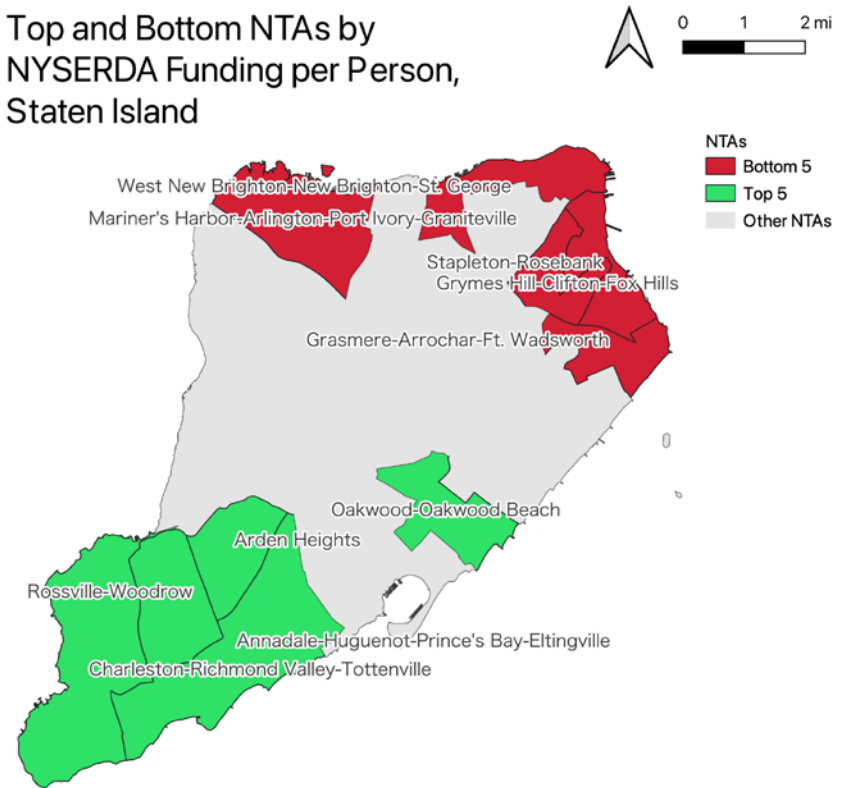 Top and Bottom NTAs by
NYSERDA Funding per Person,
Staten Island
0 1 2 mi
NTAs
Bottom 5
Top 5
Other NTAs
West New Brighton-New Brighton-St. George
Mariner's Harbor-Arlington-Port Ivory-Graniteville
Stapleton-Rosebank
Grymes Hill-Clifton-Fox Hills
Grasmere-Arrochar-Ft. Wadsworth
Oakwood-Oakwood Beach
Arden Heights
Rossville-Woodrow
Annadale-Huguenot-Prince's Bay-Eltingville
Charleston-Richmond Valley-Tottenville